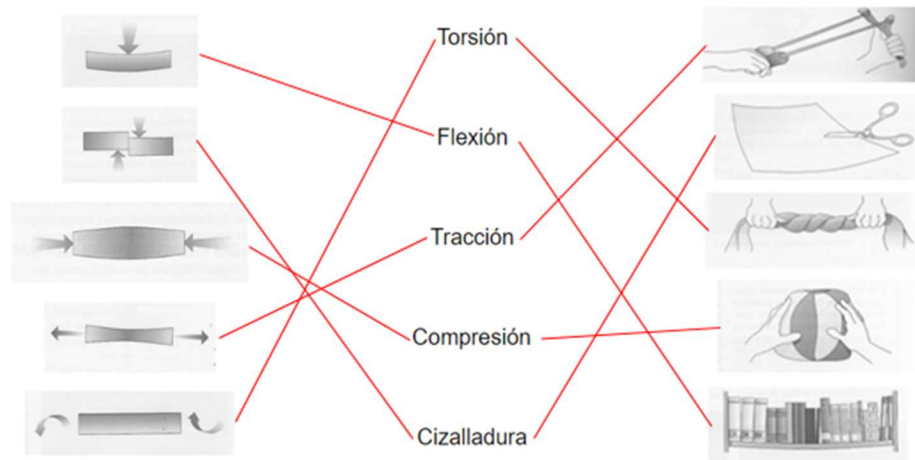 Torsión
Flexión
Tracción
Compresión
Cizalladura